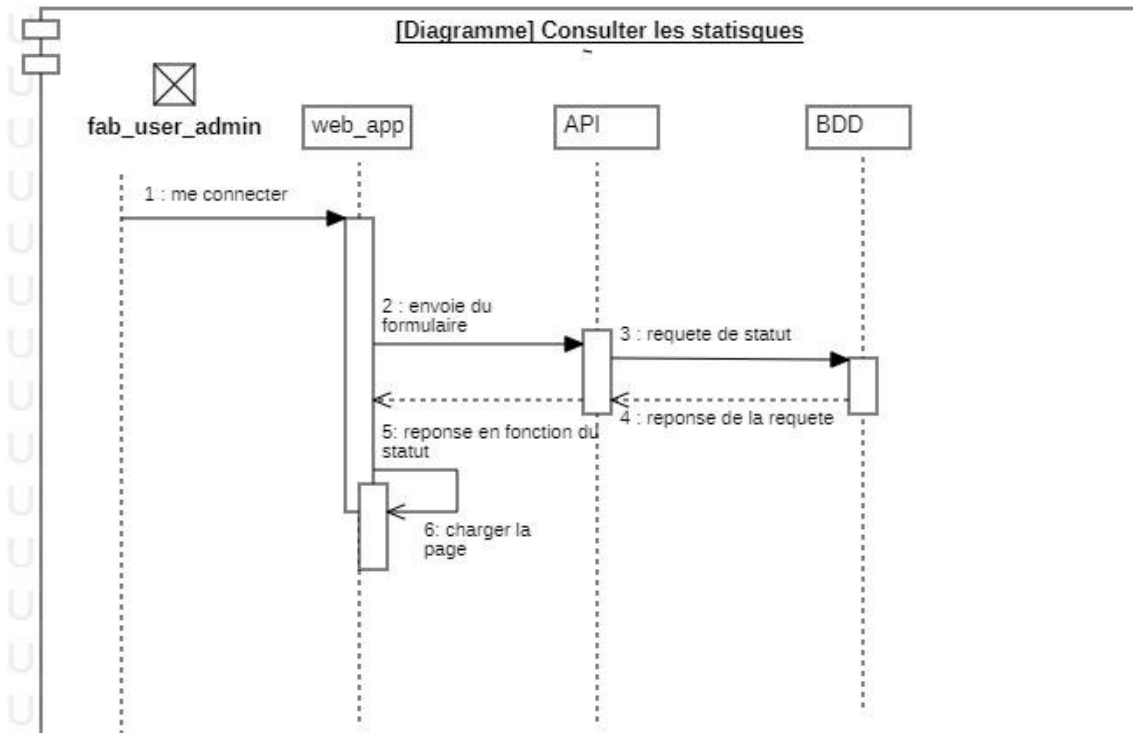 [Diagramme] Consulter les statisques
fab_user_admin
web_app
API
BDD
1 : me connecter
2 : envoie du
formulaire
3 : requete de statut
4 : reponse de la requete
5: reponse en fonction du
statut
6: charger la
page